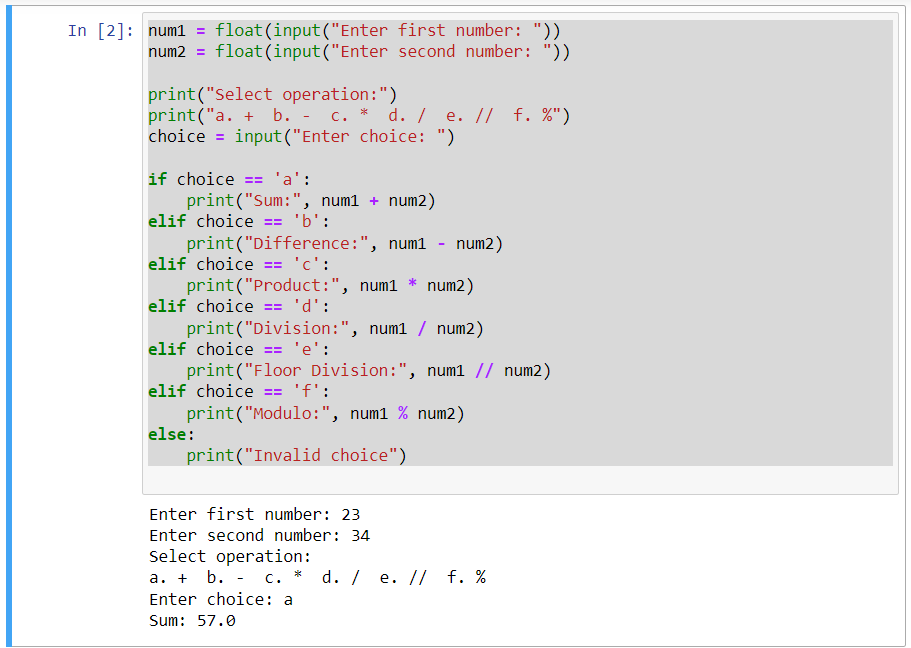 In [2]:
num1 = float(input("Enter first number: "))
num2 = float(input("Enter second number: "))
print("Select operation:")
print("a. +  b. -  c. *  d. /  e. //  f. %")
choice = input("Enter choice: ")
if choice == 'a':
    print("Sum:", num1 + num2)
elif choice == 'b':
    print("Difference:", num1 - num2)
elif choice == 'c':
    print("Product:", num1 * num2)
elif choice == 'd':
    print("Division:", num1 / num2)
elif choice == 'e':
    print("Floor Division:", num1 // num2)
elif choice == 'f':
    print("Modulo:", num1 % num2)
else:
    print("Invalid choice")
Enter first number: 23
Enter second number: 34
Select operation:
a. +  b. -  c. *  d. /  e. //  f. %
Enter choice: a
Sum: 57.0